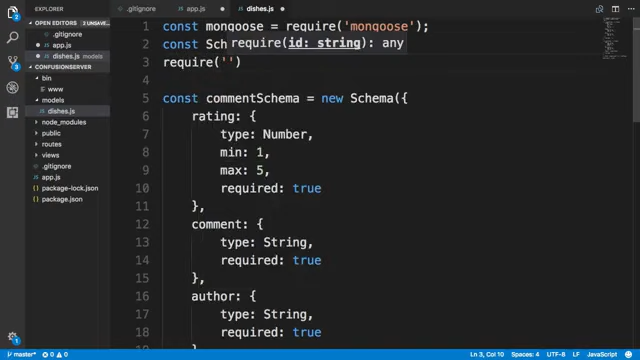 EXPLORER
.gitignore
app.js
dishes.js
OPEN EDITORS 2 UNSAVE...
.gitignore
app.js
dishes.js models
CONFUSIONSERVER
bin
www
models
dishes.js
node_modules
public
routes
views
.gitignore
app.js
package-lock.json
package.json
1 const mongoose = require('mongoose');
2 const Sch
require(id: string): any
3 require('')
4
5 const commentSchema = new Schema({
6 rating: {
7 type: Number,
8 min: 1,
9 max: 5,
10 required: true
11 },
12 comment: {
13 type: String,
14 required: true
15 },
16 author: {
17 type: String,
18 required: true
master*
0
0
Ln 3, Col 10
Spaces: 4
UTF-8
LF
JavaScript